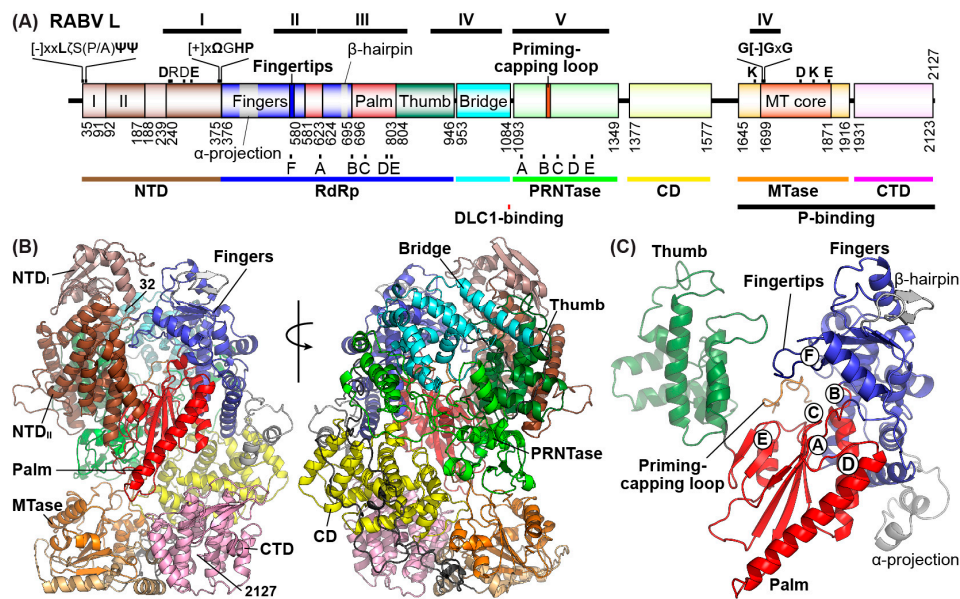 (A) RABV L
I II III IV V IV
[-]xxLζS(P/A)ΨΨ [+]xΩGHP β-hairpin Priming-
capping loop G[-]GxG
DRDE Fingertips K D K E 2127
I II Fingers Palm Thumb Bridge MT core
35 91 92 187 188 239 240 375 376 580 581 623 624 695 696 803 804 946 955 1084 1093 1349 1377 1577 1645 1699 1871 1916 1931 2123
α-projection
F A B C D E A B C D E
NTD RdRp PRNTase CD MTase CTD
DLC1-binding P-binding
(B) (C)
NTDI
32
Fingers
NTDII
Palm
MTase
CTD
2127
Bridge
Thumb
PRNTase
CD
Thumb
Fingers
Fingertips
β-hairpin
F
B
C
A
E
D
Priming-
capping loop
α-projection
Palm